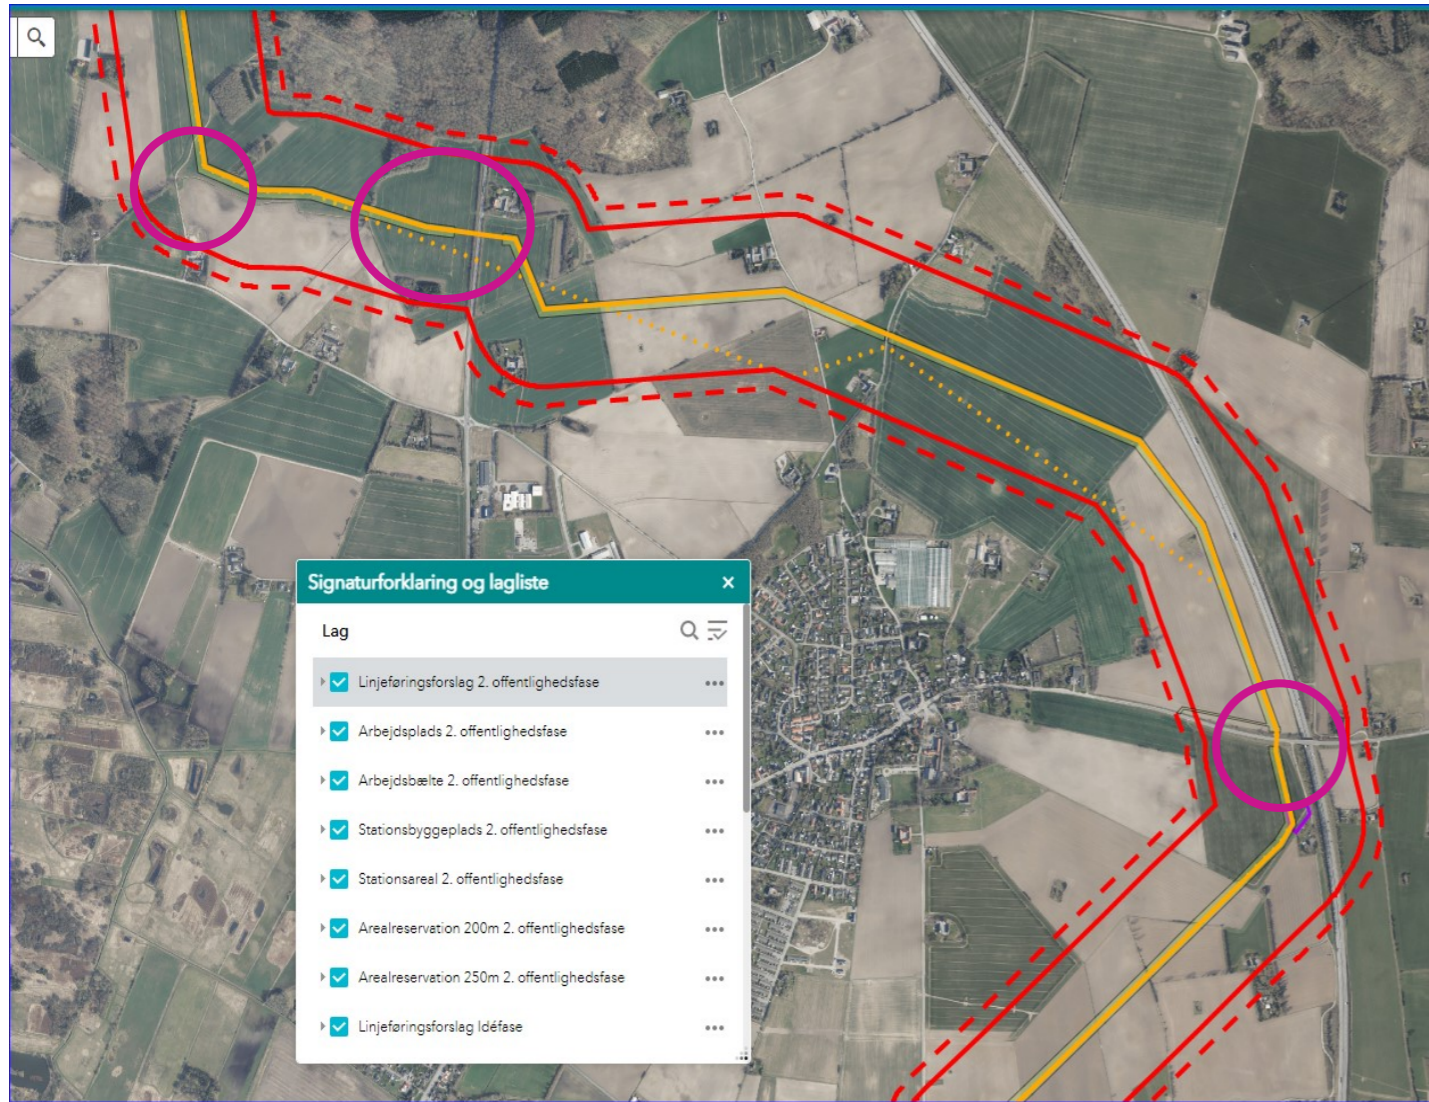 Signaturforklaring og lagliste
Lag
Linjeføringsforslag 2. offentlighedsfase
Arbejdsplads 2. offentlighedsfase
Arbejdsbælte 2. offentlighedsfase
Stationsbyggeplads 2. offentlighedsfase
Stationsareal 2. offentlighedsfase
Arealreservation 200m 2. offentlighedsfase
Arealreservation 250m 2. offentlighedsfase
Linjeføringsforslag Idéfase